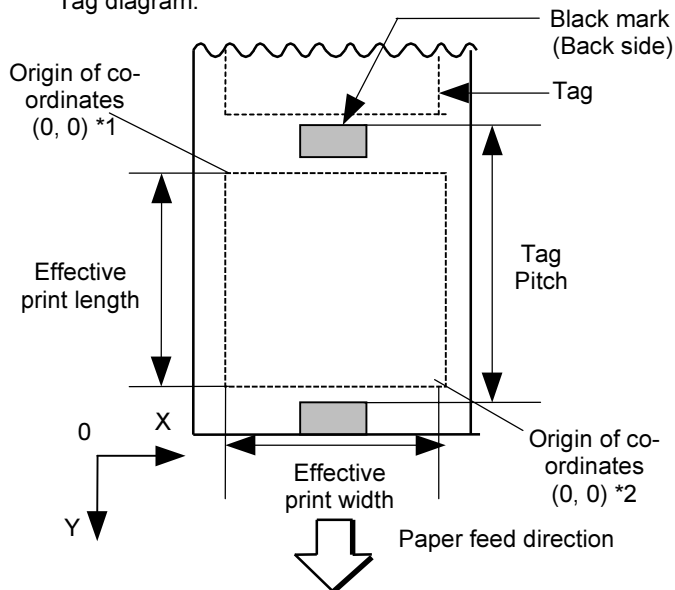 Tag diagram.
Black mark
(Back side)
Origin of co-
ordinates
(0, 0) *1
Tag
Effective
print length
Tag
Pitch
0
X
Y
Effective
print width
Origin of co-
ordinates
(0, 0) *2
Paper feed direction